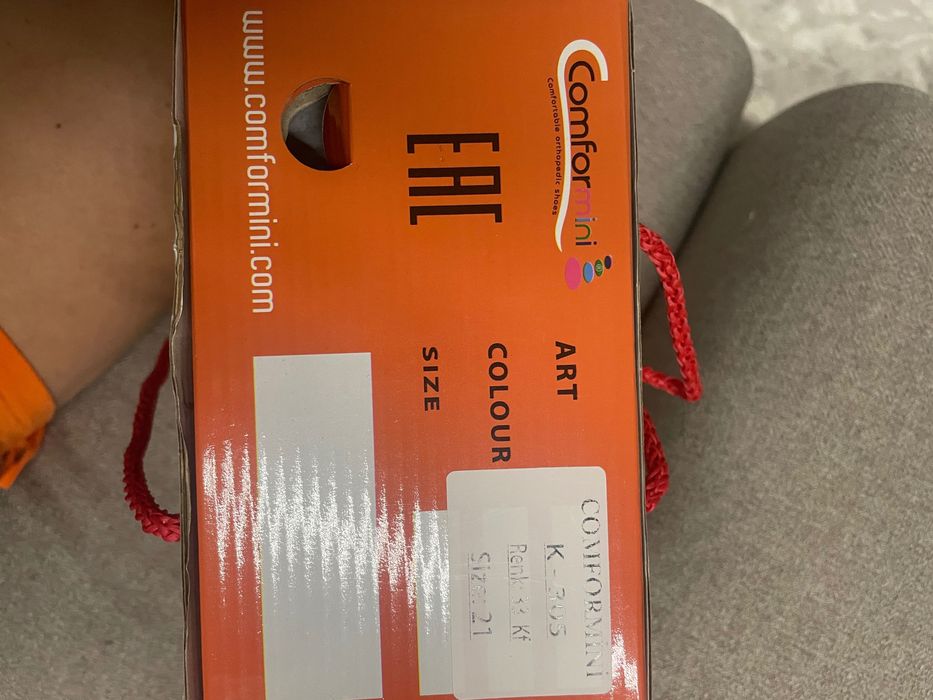 Comformini
comfortable orthopedic shoes
EAC
www.comformini.com
ART
COLOUR
SIZE
COMFORMINI
K - 305
Renk 33 Kf
Size: 21